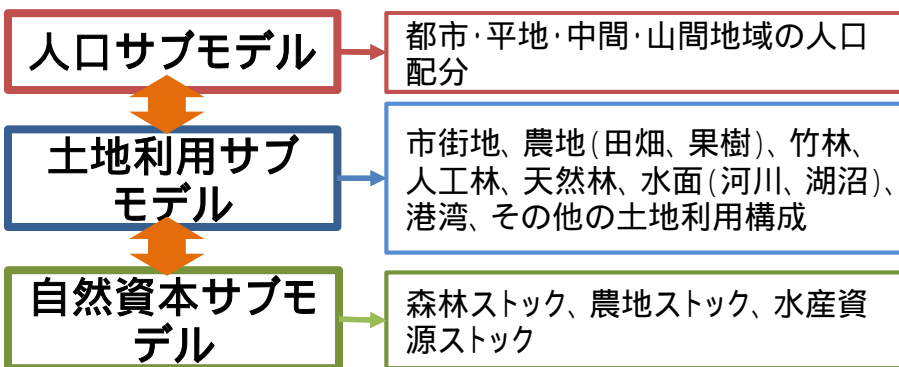 人口サブモデル
都市・平地・中間・山間地域の人口
配分
土地利用サブ
モデル
市街地、農地(田畑、果樹)、竹林、
人工林、天然林、水面(河川、湖沼)、
港湾、その他の土地利用構成
自然資本サブモ
デル
森林ストック、農地ストック、水産資
源ストック